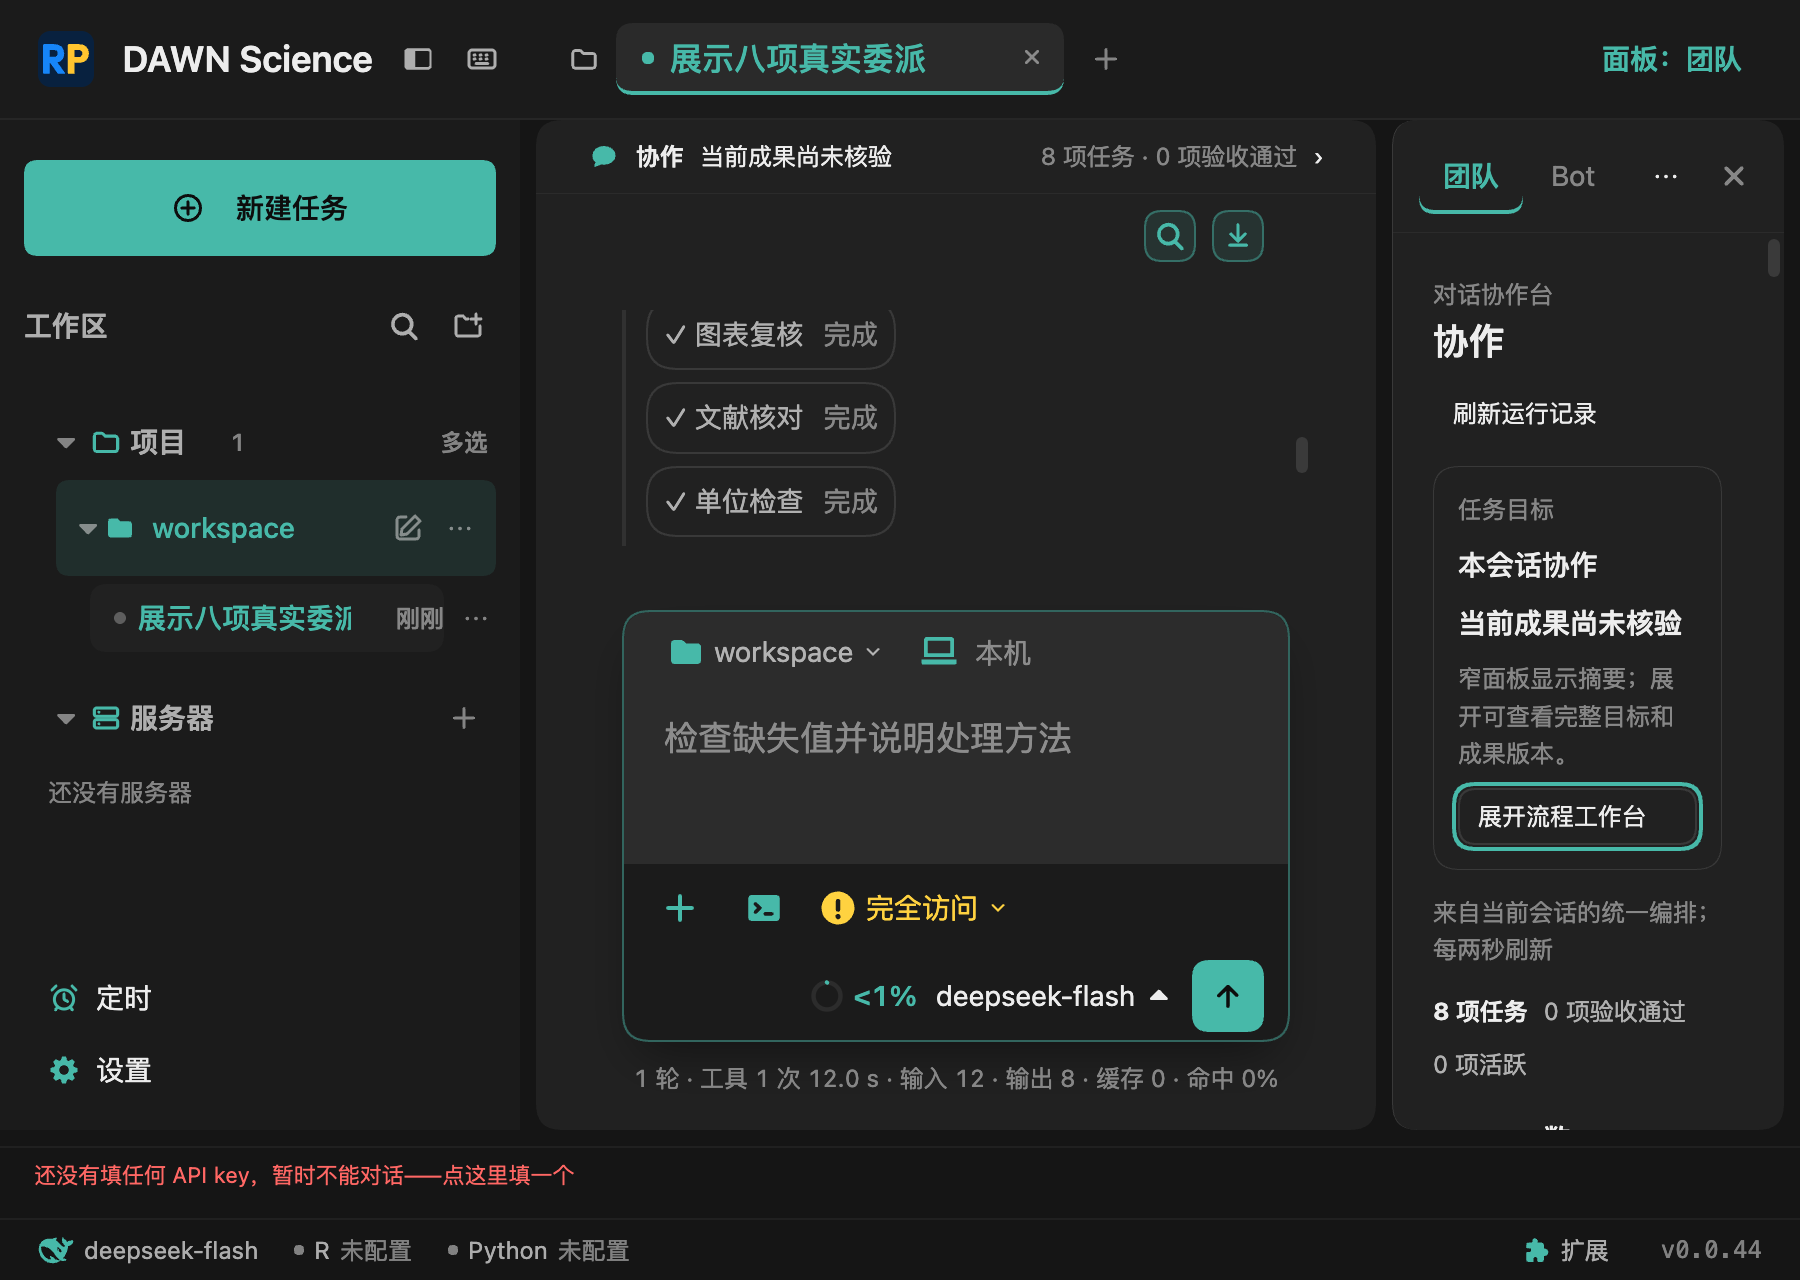 RP DAWN Science
展示八项真实委派
面板：团队
新建任务
工作区
项目 1 多选
workspace
展示八项真实委派 刚刚
服务器
还没有服务器
定时
设置
协作 当前成果尚未核验 8 项任务 · 0 项验收通过 ›
图表复核 完成
文献核对 完成
单位检查 完成
workspace 本机
检查缺失值并说明处理方法
完全访问
<1% deepseek-flash
1 轮 · 工具 1 次 12.0 s · 输入 12 · 输出 8 · 缓存 0 · 命中 0%
团队 Bot
对话协作台
协作
刷新运行记录
任务目标
本会话协作
当前成果尚未核验
窄面板显示摘要；展
开可查看完整目标和
成果版本。
展开流程工作台
来自当前会话的统一编排；
每两秒刷新
8 项任务 0 项验收通过
0 项活跃
还没有填任何 API key，暂时不能对话——点这里填一个
deepseek-flash R 未配置 Python 未配置
扩展 v0.0.44